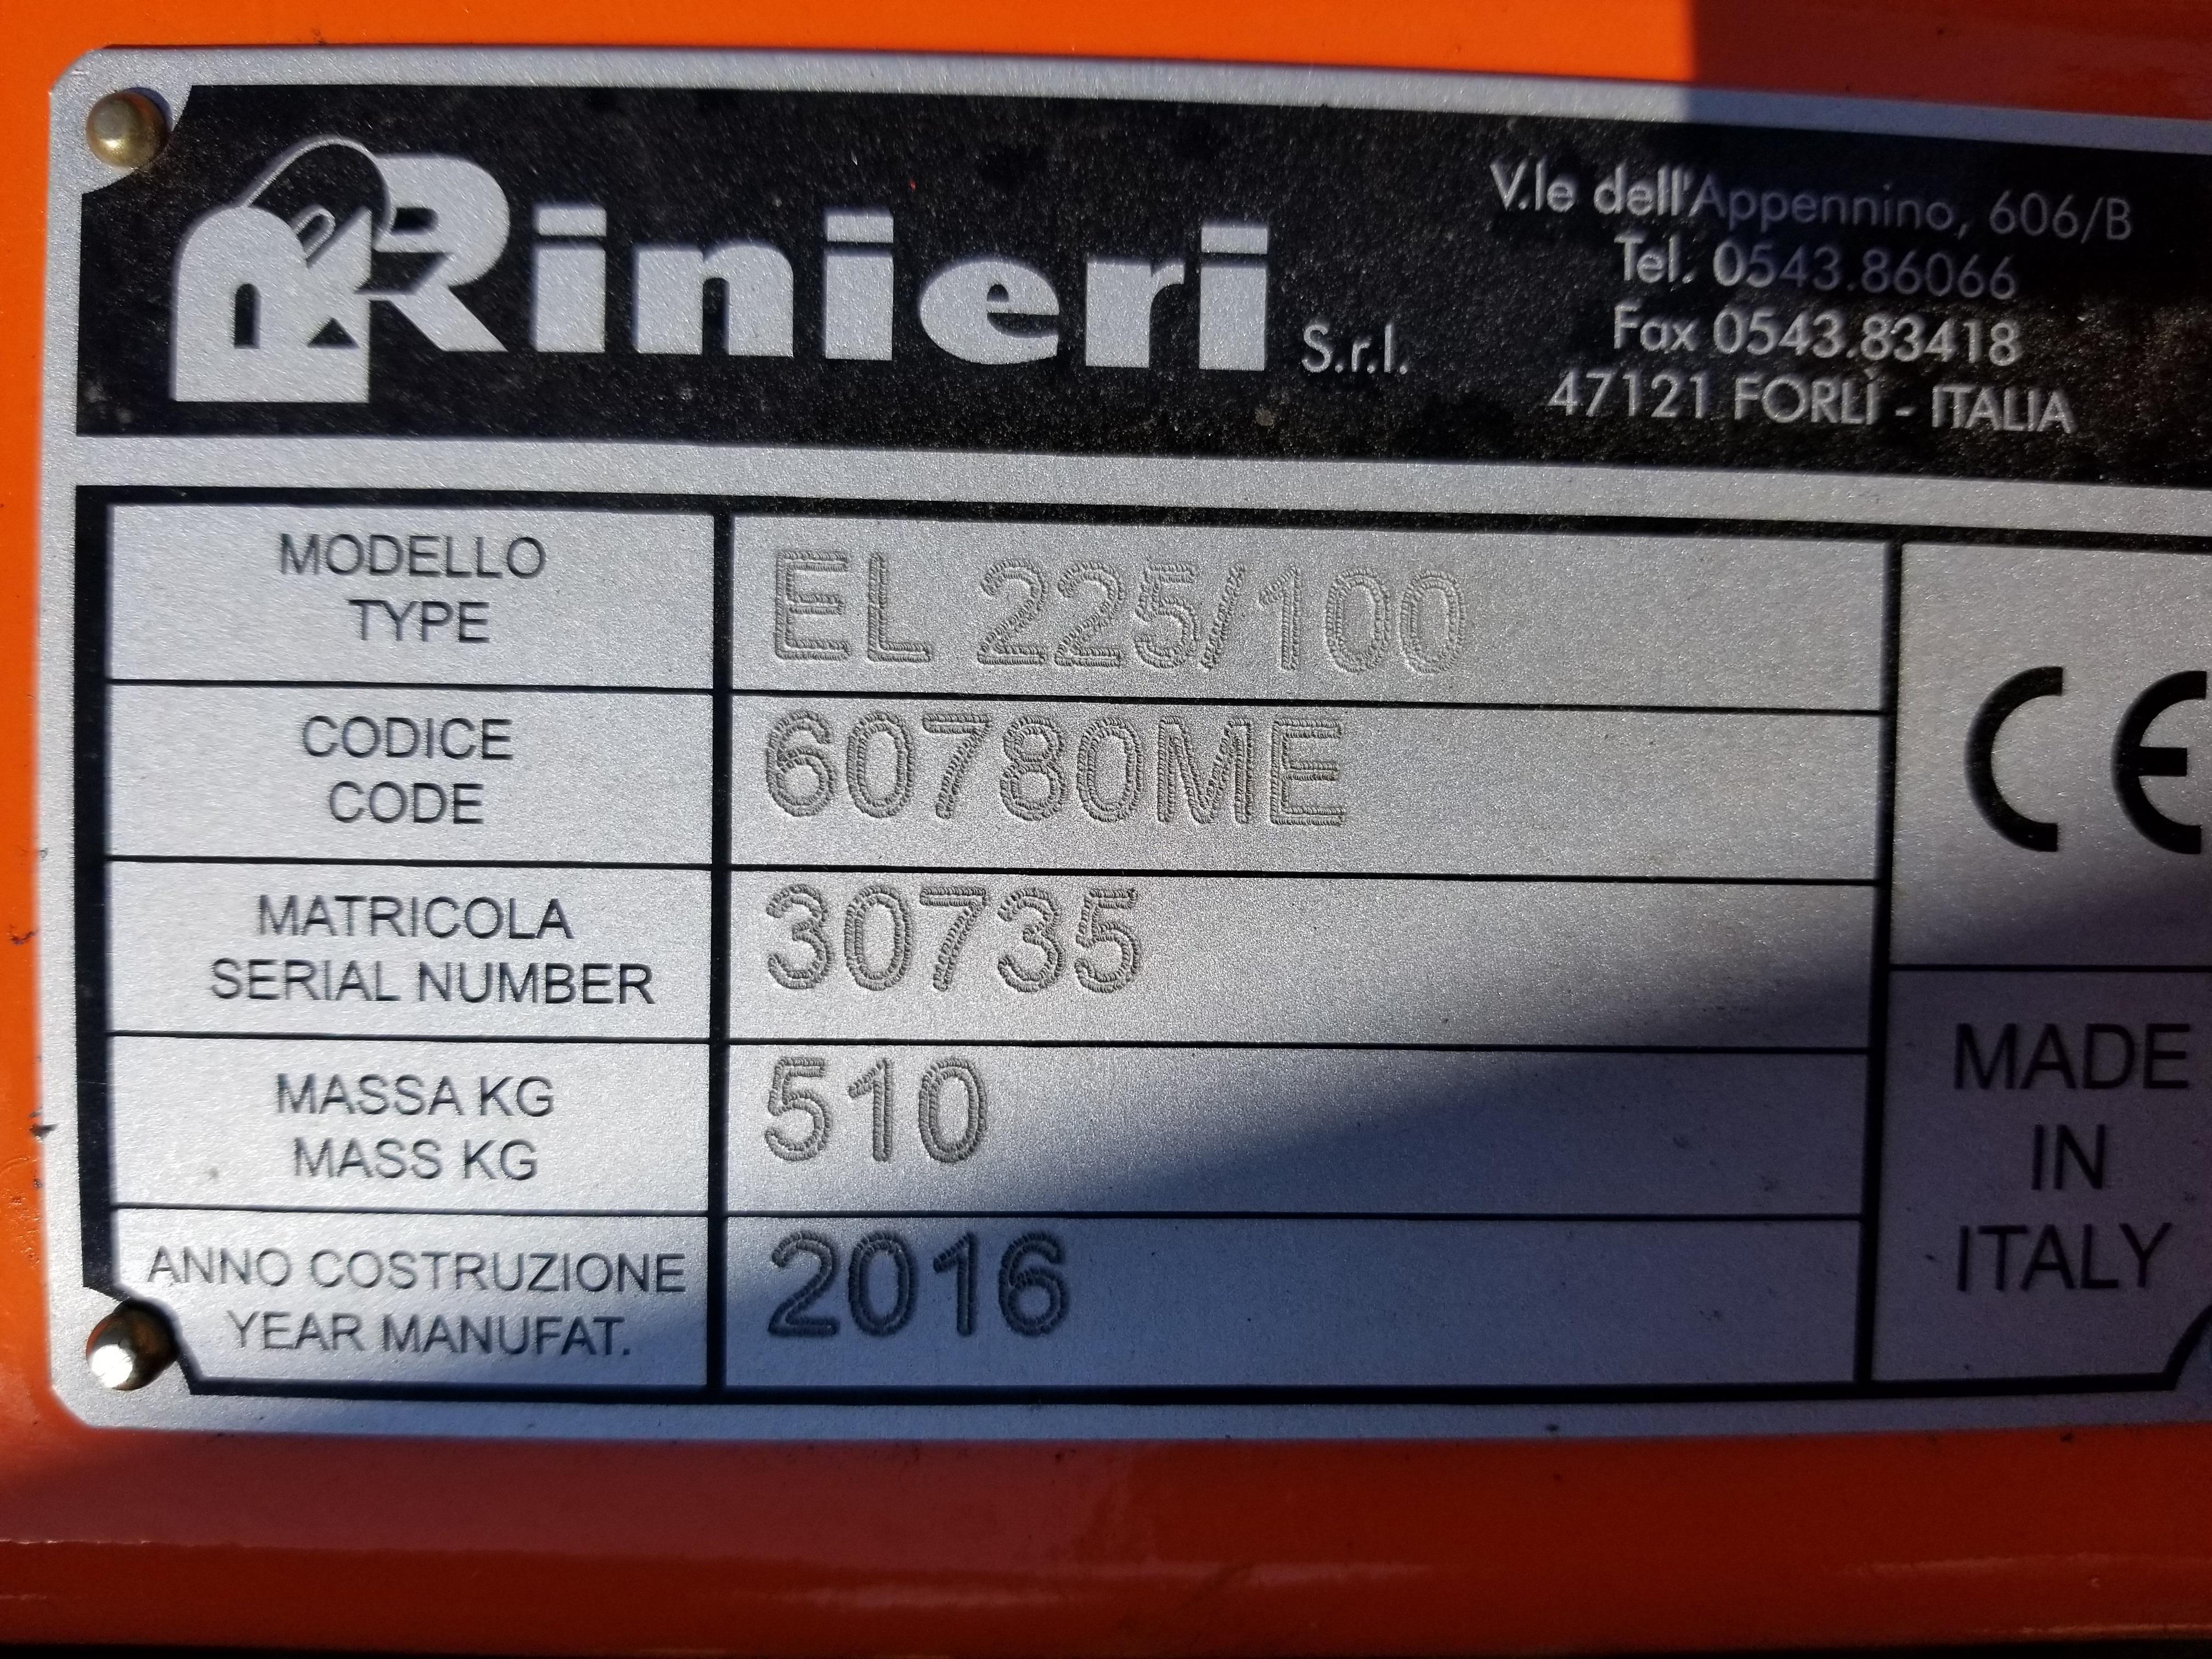 Rinieri S.r.l.
V.le dell'Appennino, 606/B
Tel. 0543.86066
Fax 0543.83418
47121 FORLÌ - ITALIA
MODELLO
TYPE
EL 225/100
CODICE
CODE
60780ME
MATRICOLA
SERIAL NUMBER
30735
MASSA KG
MASS KG
510
ANNO COSTRUZIONE
YEAR MANUFAT.
2016
CE
MADE
IN
ITALY